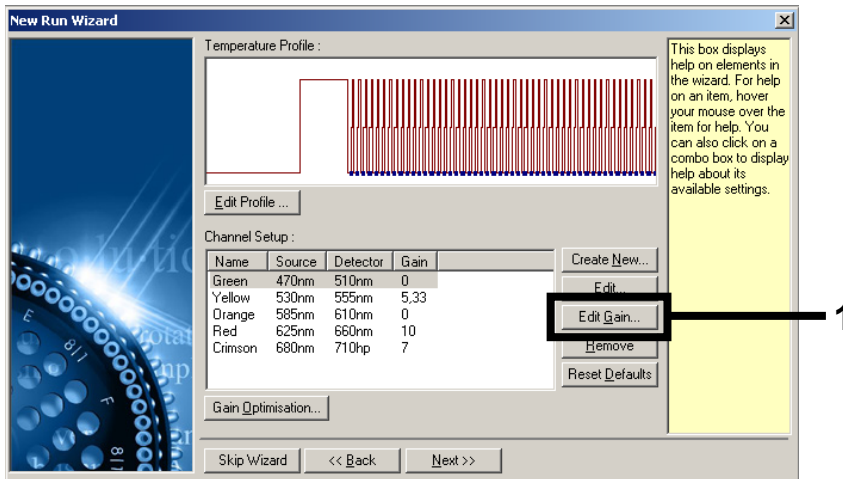 New Run Wizard
Temperature Profile :
Edit Profile ...
Channel Setup :
Name Source Detector Gain
Green 470nm 510nm 0
Yellow 530nm 555nm 5,33
Orange 585nm 610nm 0
Red 625nm 660nm 10
Crimson 680nm 710hp 7
Create New...
Edit...
Edit Gain...
Remove
Reset Defaults
Gain Optimisation...
Skip Wizard
<< Back
Next >>
This box displays
help on elements in
the wizard. For help
on an item, hover
your mouse over the
item for help. You
can also click on a
combo box to display
help about its
available settings.
1